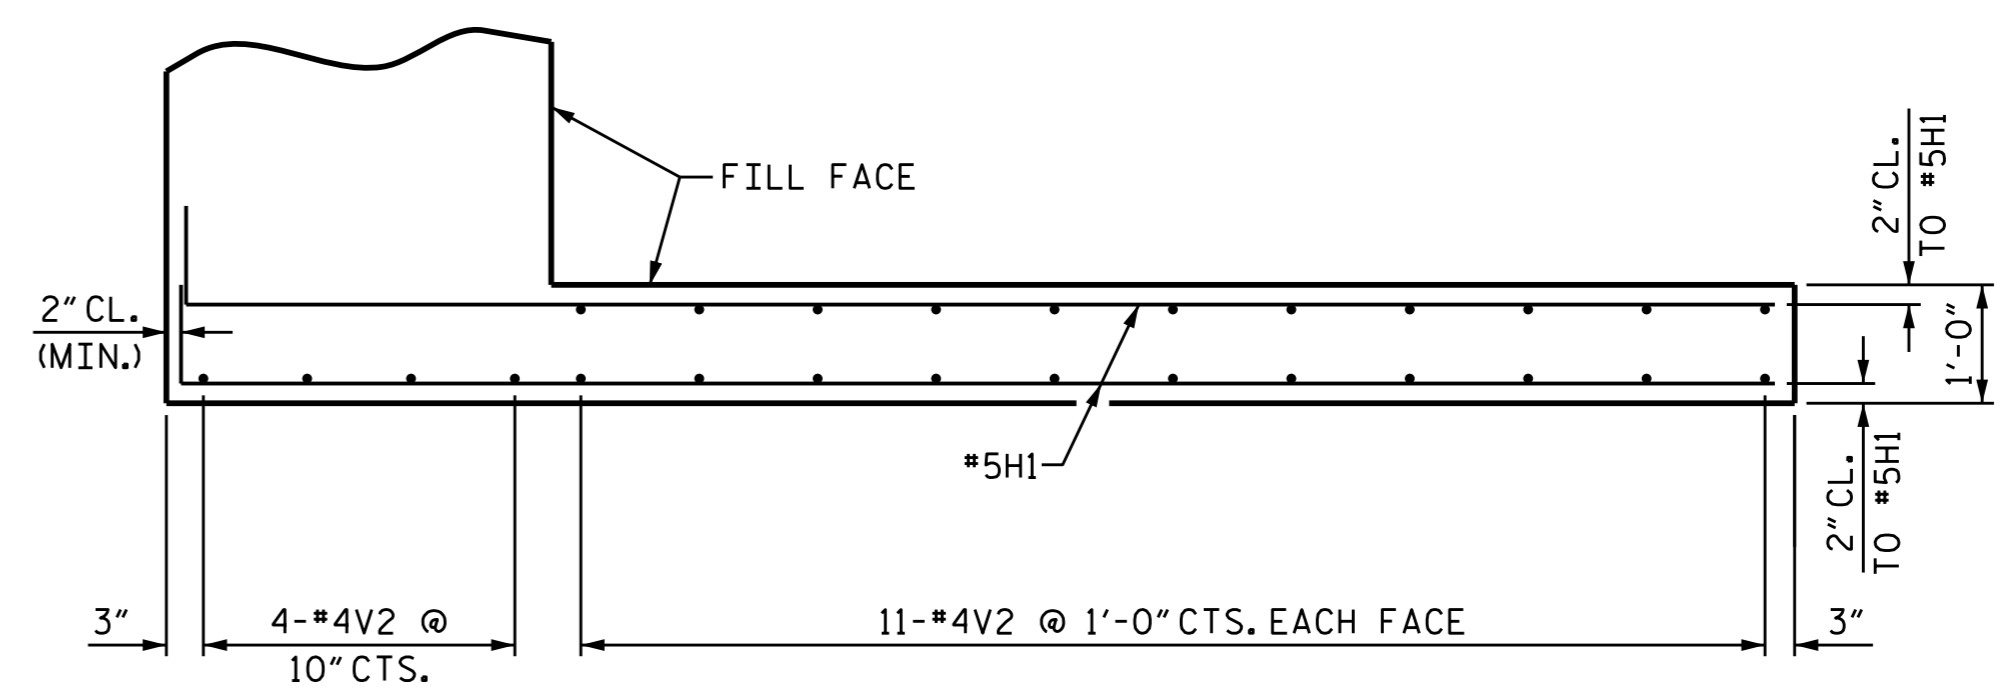 FILL FACE
2" CL.
(MIN.)
2" CL.
TO #5H1
1'-0"
#5H1
2" CL.
TO #5H1
3"
4-#4V2 @
10" CTS.
11-#4V2 @ 1'-0" CTS. EACH FACE
3"